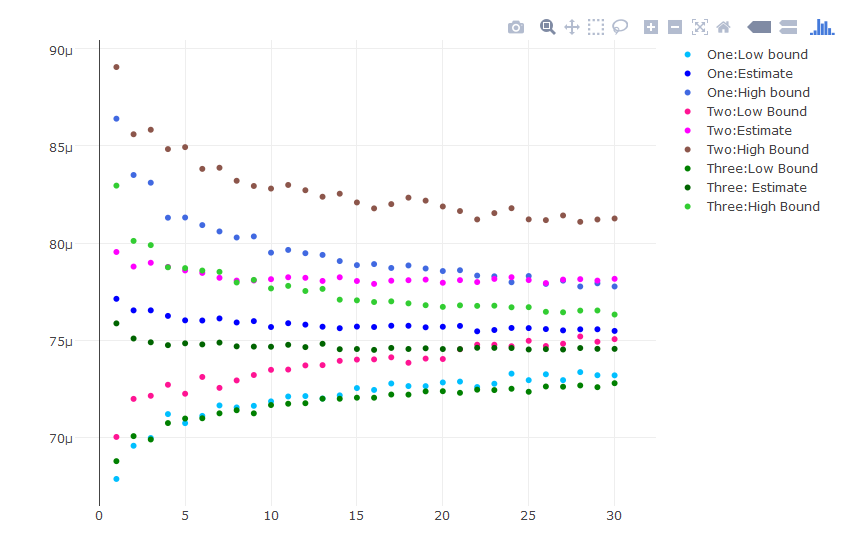 90μ
85μ
80μ
75μ
70μ
0 5 10 15 20 25 30
One:Low bound
One:Estimate
One:High bound
Two:Low Bound
Two:Estimate
Two:High Bound
Three:Low Bound
Three: Estimate
Three:High Bound